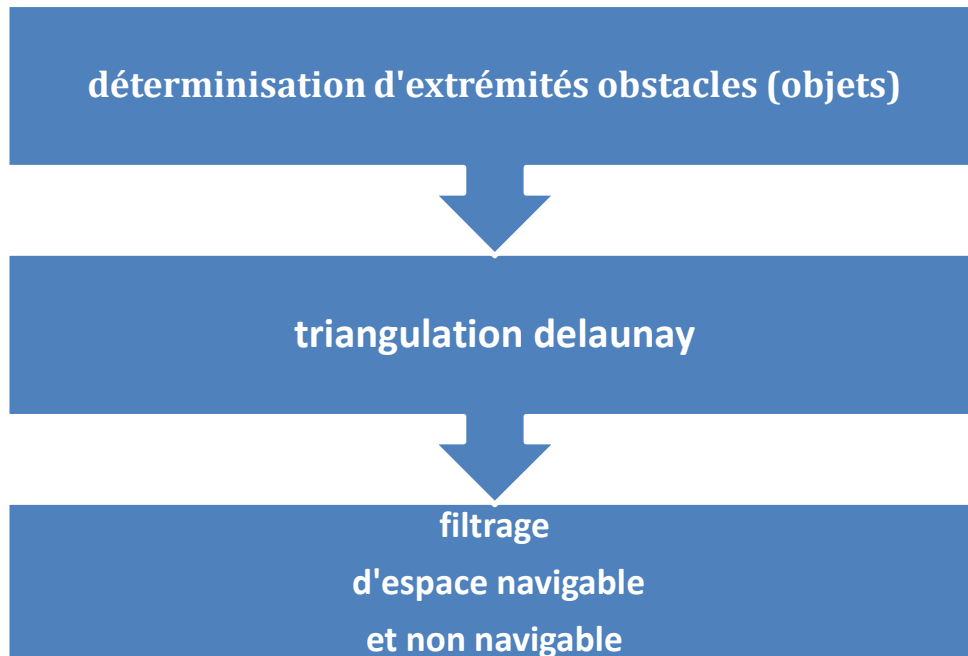 déterminisation d'extrémités obstacles (objets)
triangulation delaunay
filtrage
d'espace navigable
et non navigable